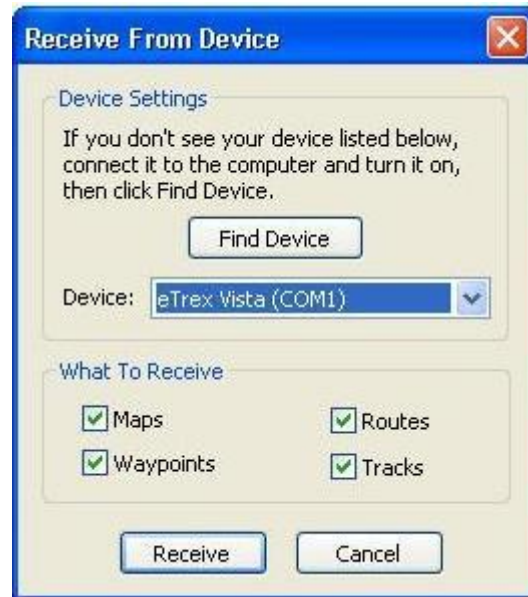 Receive From Device
Device Settings
If you don't see your device listed below,
connect it to the computer and turn it on,
then click Find Device.
Find Device
Device: eTrex Vista (COM1)
What To Receive
Maps Routes
Waypoints Tracks
Receive Cancel